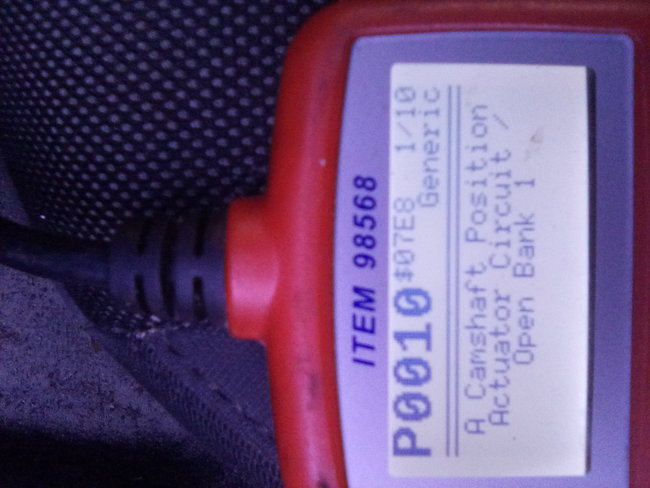 ITEM 98568
P0010 $07E8 1/10
Generic
A Camshaft Position
Actuator Circuit /
Open Bank 1